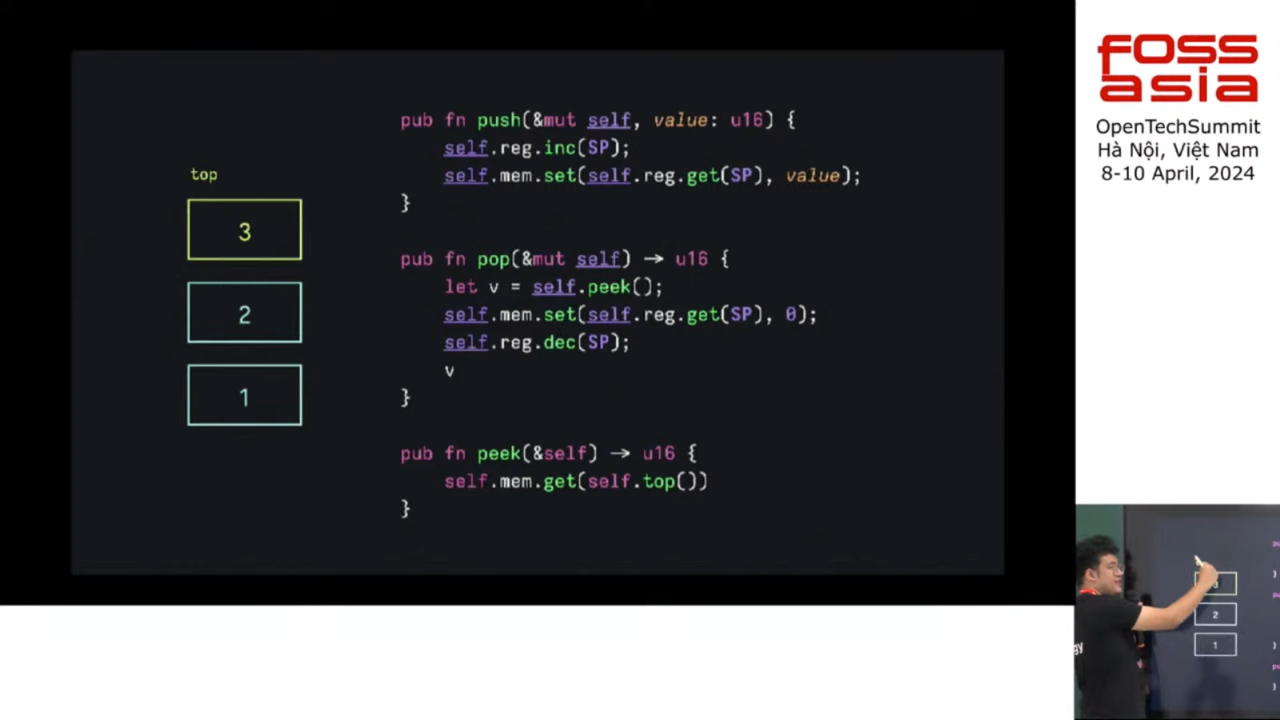 top
3
2
1
pub fn push(&mut self, value: u16) {
    self.reg.inc(SP);
    self.mem.set(self.reg.get(SP), value);
}
pub fn pop(&mut self) → u16 {
    let v = self.peek();
    self.mem.set(self.reg.get(SP), 0);
    self.reg.dec(SP);
    v
}
pub fn peek(&self) → u16 {
    self.mem.get(self.top())
}
FOSS
asia
OpenTechSummit
Hà Nội, Việt Nam
8-10 April, 2024
3
2
1